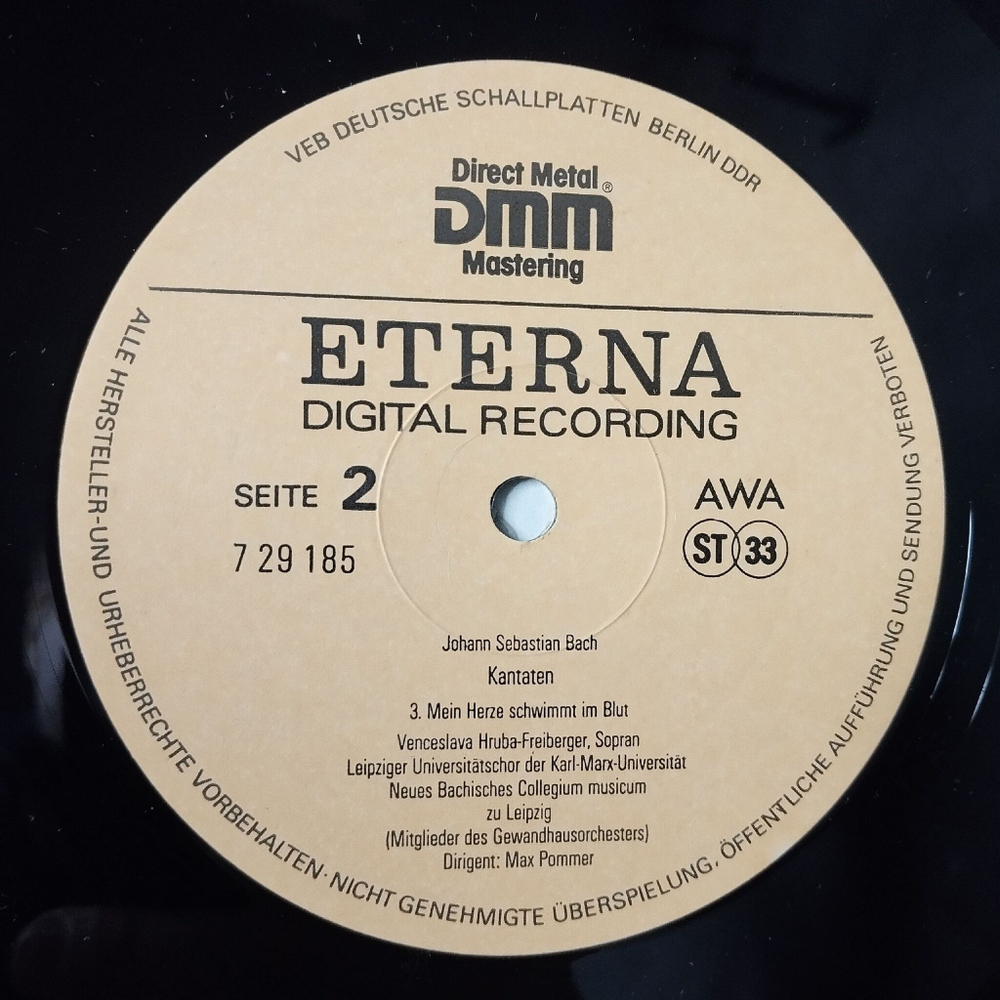 VEB DEUTSCHE SCHALLPLATTEN BERLIN DDR
Direct Metal
DMM®
Mastering
ETERNA
DIGITAL RECORDING
SEITE 2
AWA
7 29 185
ST 33
Johann Sebastian Bach
Kantaten
3. Mein Herze schwimmt im Blut
Venceslava Hruba-Freiberger, Sopran
Leipziger Universitätschor der Karl-Marx-Universität
Neues Bachisches Collegium musicum
zu Leipzig
(Mitglieder des Gewandhausorchesters)
Dirigent: Max Pommer
ALLE HERSTELLER-UND URHEBERRECHTE VORBEHALTEN · NICHT GENEHMIGTE ÜBERSPIELUNG, ÖFFENTLICHE AUFFÜHRUNG UND SENDUNG VERBOTEN